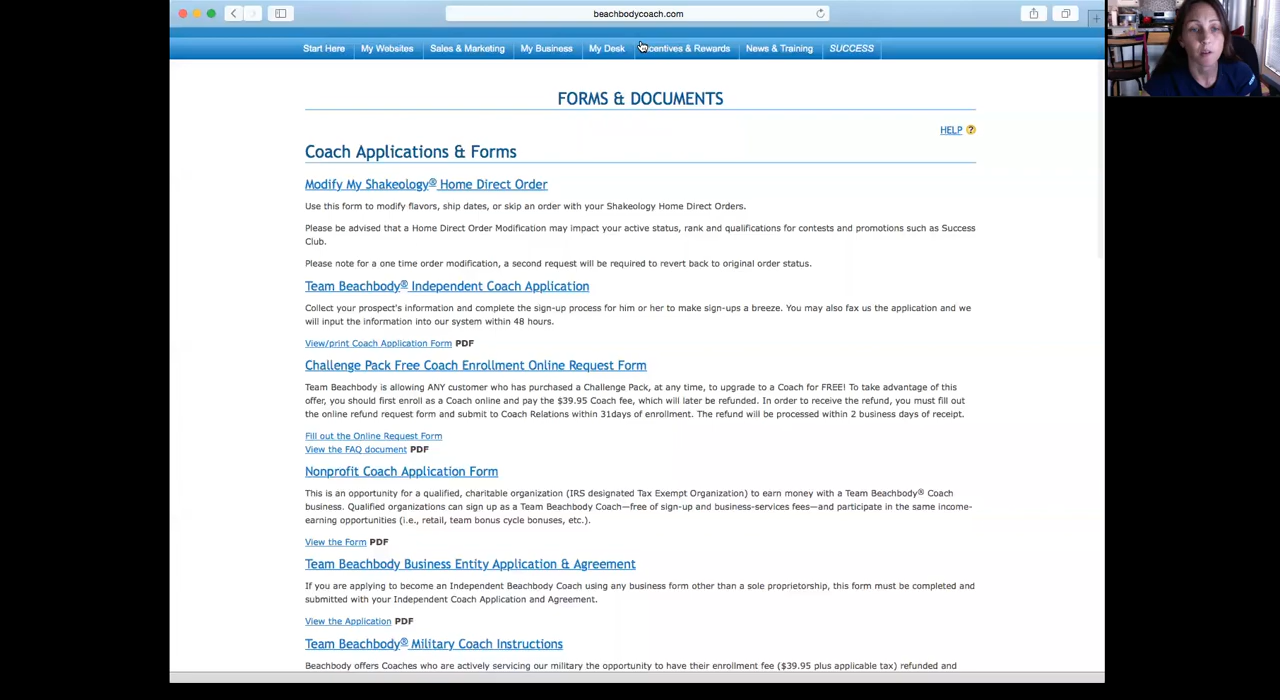 beachbodycoach.com
Start Here My Websites Sales & Marketing My Business My Desk Incentives & Rewards News & Training SUCCESS
FORMS & DOCUMENTS
HELP ?
Coach Applications & Forms
Modify My Shakeology® Home Direct Order
Use this form to modify flavors, ship dates, or skip an order with your Shakeology Home Direct Orders.
Please be advised that a Home Direct Order Modification may impact your active status, rank and qualifications for contests and promotions such as Success
Club.
Please note for a one time order modification, a second request will be required to revert back to original order status.
Team Beachbody® Independent Coach Application
Collect your prospect's information and complete the sign-up process for him or her to make sign-ups a breeze. You may also fax us the application and we
will input the information into our system within 48 hours.
View/print Coach Application Form PDF
Challenge Pack Free Coach Enrollment Online Request Form
Team Beachbody is allowing ANY customer who has purchased a Challenge Pack, at any time, to upgrade to a Coach for FREE! To take advantage of this
offer, you should first enroll as a Coach online and pay the $39.95 Coach fee, which will later be refunded. In order to receive the refund, you must fill out
the online refund request form and submit to Coach Relations within 31days of enrollment. The refund will be processed within 2 business days of receipt.
Fill out the Online Request Form
View the FAQ document PDF
Nonprofit Coach Application Form
This is an opportunity for a qualified, charitable organization (IRS designated Tax Exempt Organization) to earn money with a Team Beachbody® Coach
business. Qualified organizations can sign up as a Team Beachbody Coach—free of sign-up and business-services fees—and participate in the same income-
earning opportunities (i.e., retail, team bonus cycle bonuses, etc.).
View the Form PDF
Team Beachbody Business Entity Application & Agreement
If you are applying to become an Independent Beachbody Coach using any business form other than a sole proprietorship, this form must be completed and
submitted with your Independent Coach Application and Agreement.
View the Application PDF
Team Beachbody® Military Coach Instructions
Beachbody offers Coaches who are actively servicing our military the opportunity to have their enrollment fee ($39.95 plus applicable tax) refunded and